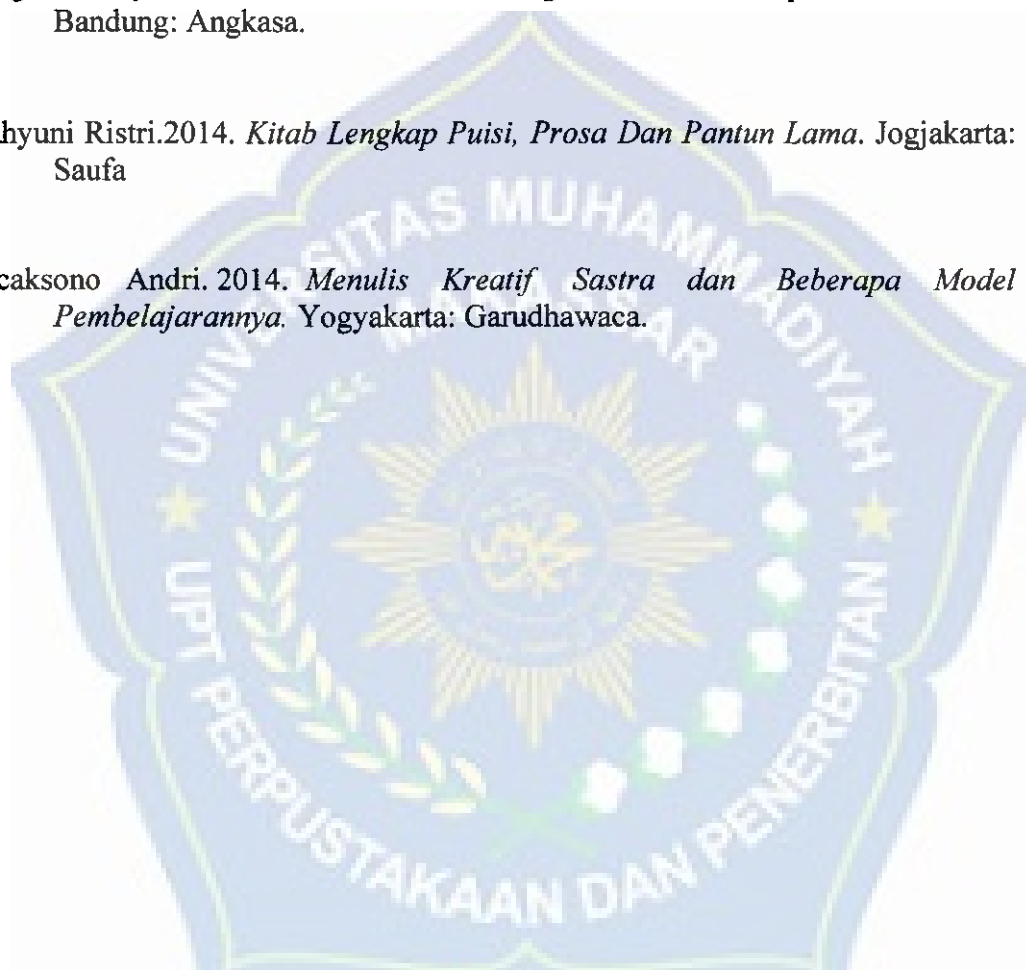 Bandung: Angkasa.
hyuni Ristri.2014. Kitab Lengkap Puisi, Prosa Dan Pantun Lama. Jogjakarta:
Saufa
caksono Andri. 2014. Menulis Kreatif Sastra dan Beberapa Model
Pembelajarannya. Yogyakarta: Garudhawaca.
UNIVERSITAS MUHAMMADIYAH
MAKASSAR
UPT PERPUSTAKAAN DAN PENERBITAN